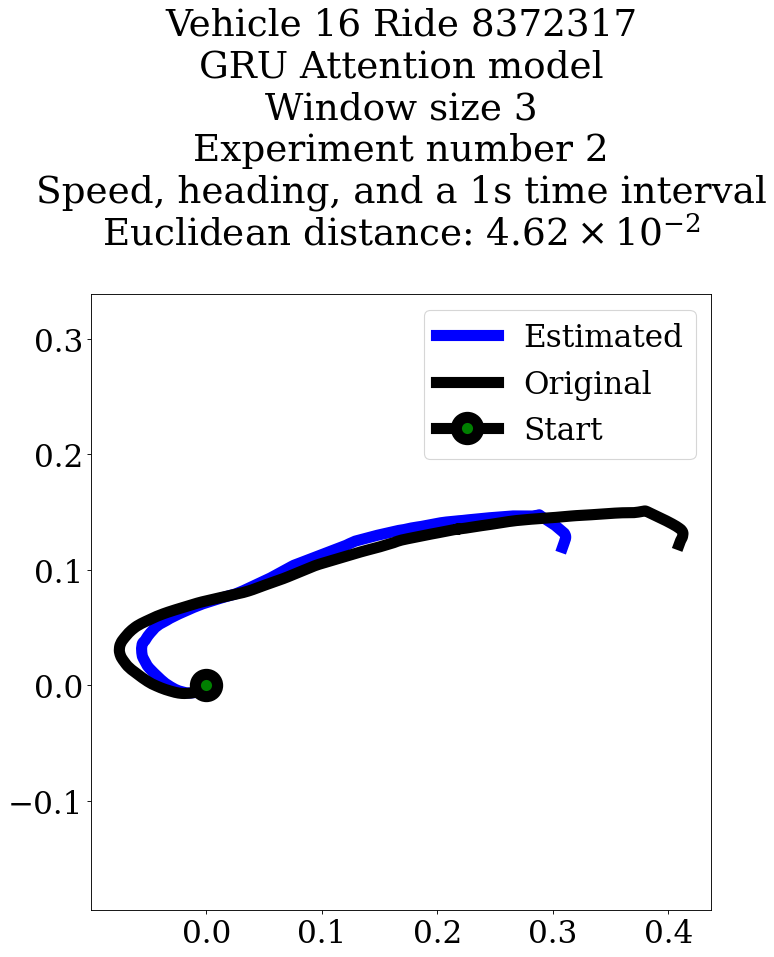 Vehicle 16 Ride 8372317
GRU Attention model
Window size 3
Experiment number 2
Speed, heading, and a 1s time interval
Euclidean distance: 4.62 × 10⁻²
Estimated
Original
Start
0.3
0.2
0.1
0.0
−0.1
0.0 0.1 0.2 0.3 0.4